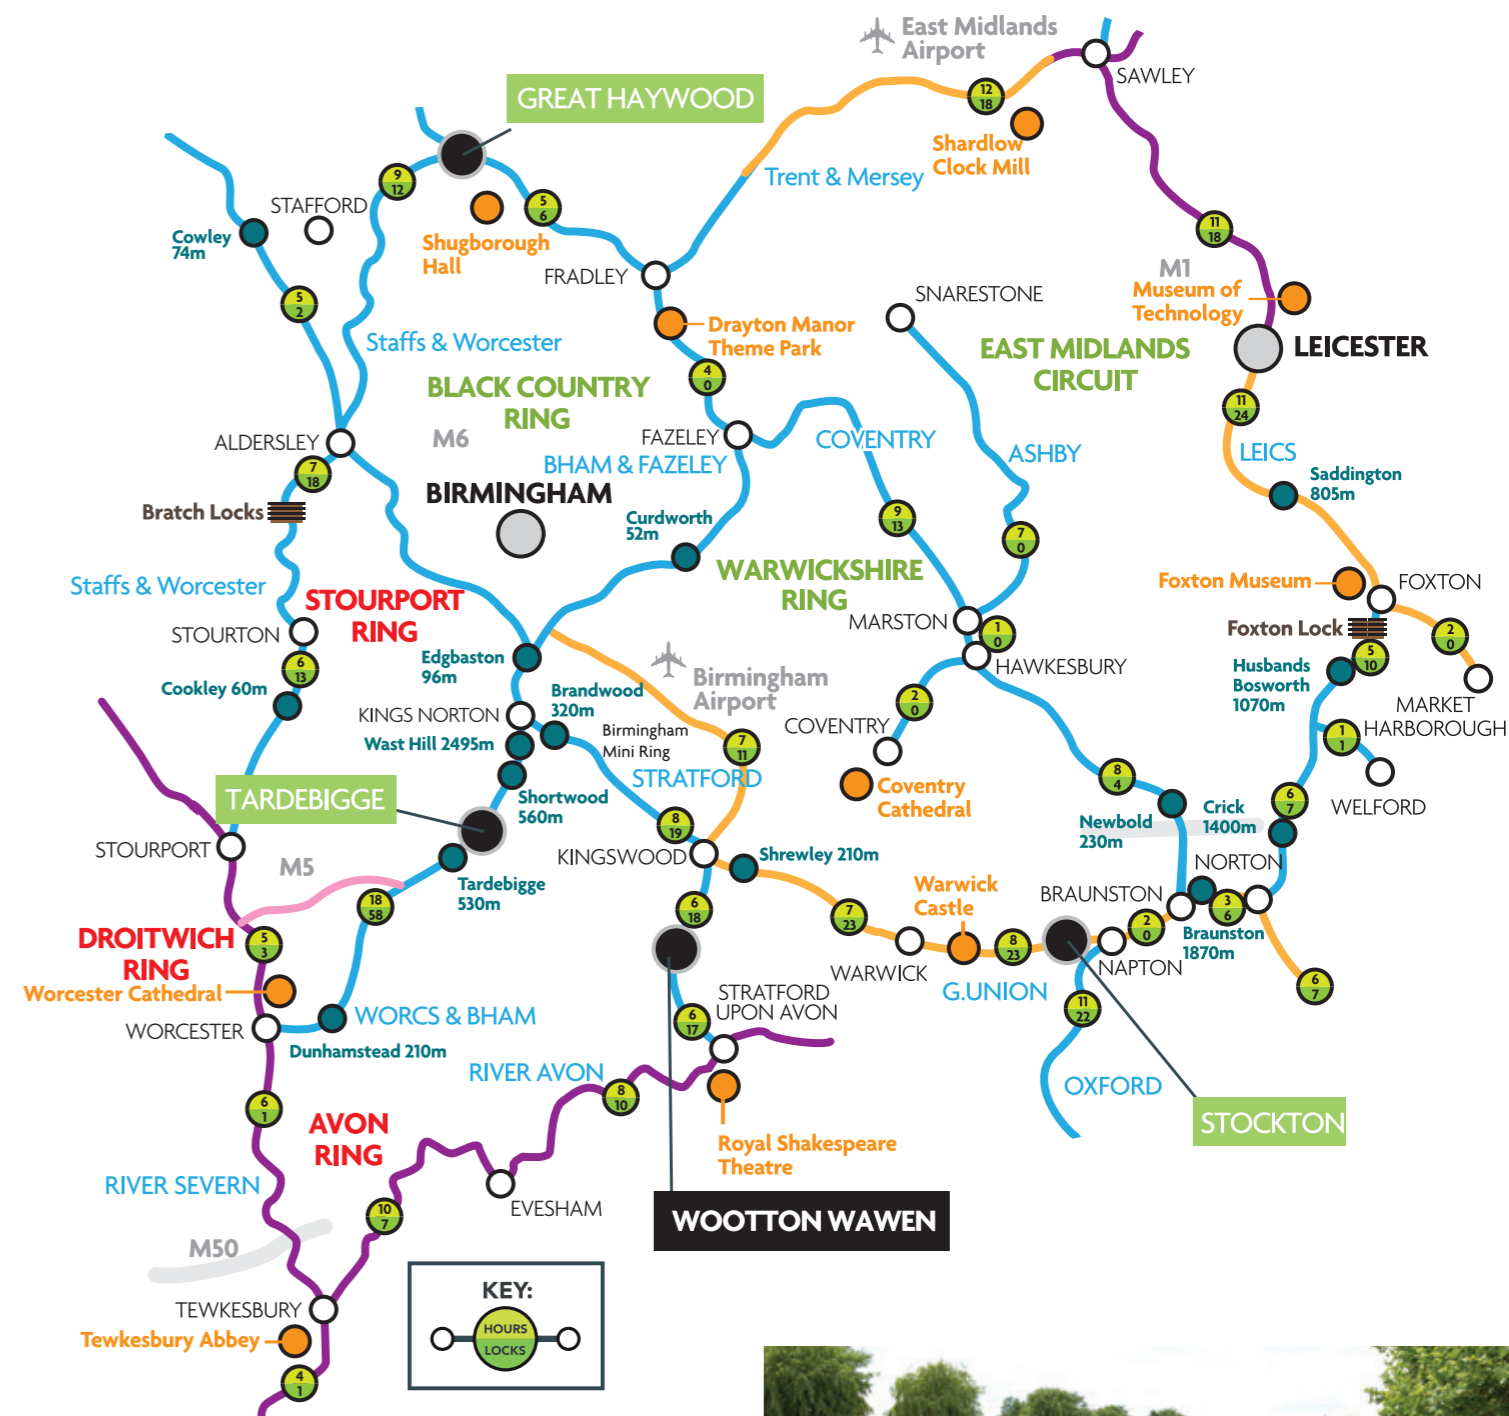 East Midlands
Airport
SAWLEY
GREAT HAYWOOD
12
18
Shardlow
Clock Mill
Trent & Mersey
9
12
STAFFORD
5
6
Cowley
74m
Shugborough
Hall
11
18
FRADLEY
M1
Museum of
Technology
SNARESTONE
5
2
Drayton Manor
Theme Park
Staffs & Worcester
EAST MIDLANDS
CIRCUIT
LEICESTER
BLACK COUNTRY
RING
4
0
11
24
ALDERSLEY
M6
FAZELEY
COVENTRY
ASHBY
LEICS
BHAM & FAZELEY
7
18
BIRMINGHAM
Saddington
805m
Bratch Locks
Curdworth
52m
9
13
7
0
Staffs & Worcester
WARWICKSHIRE
RING
Foxton Museum
FOXTON
STOURPORT
RING
STOURTON
MARSTON
1
0
Foxton Lock
2
0
Edgbaston
96m
HAWKESBURY
5
10
6
13
Birmingham
Airport
Husbands
Bosworth
1070m
Cookley 60m
Brandwood
320m
2
0
MARKET
HARBOROUGH
KINGS NORTON
Birmingham
Mini Ring
COVENTRY
Wast Hill 2495m
7
11
1
1
STRATFORD
8
4
Coventry
Cathedral
TARDEBIGGE
Shortwood
560m
6
7
WELFORD
Newbold
230m
Crick
1400m
8
19
STOURPORT
KINGSWOOD
Shrewley 210m
M5
NORTON
Tardebigge
530m
Warwick
Castle
BRAUNSTON
18
58
6
18
7
23
3
6
Braunston
1870m
DROITWICH
RING
5
3
2
0
8
23
WARWICK
NAPTON
Worcester Cathedral
G.UNION
6
7
STRATFORD
UPON AVON
WORCS & BHAM
WORCESTER
6
17
11
22
Dunhamstead 210m
RIVER AVON
OXFORD
8
10
6
1
AVON
RING
STOCKTON
Royal Shakespeare
Theatre
RIVER SEVERN
EVESHAM
10
7
WOOTTON WAWEN
M50
KEY:
HOURS
LOCKS
TEWKESBURY
Tewkesbury Abbey
4
1